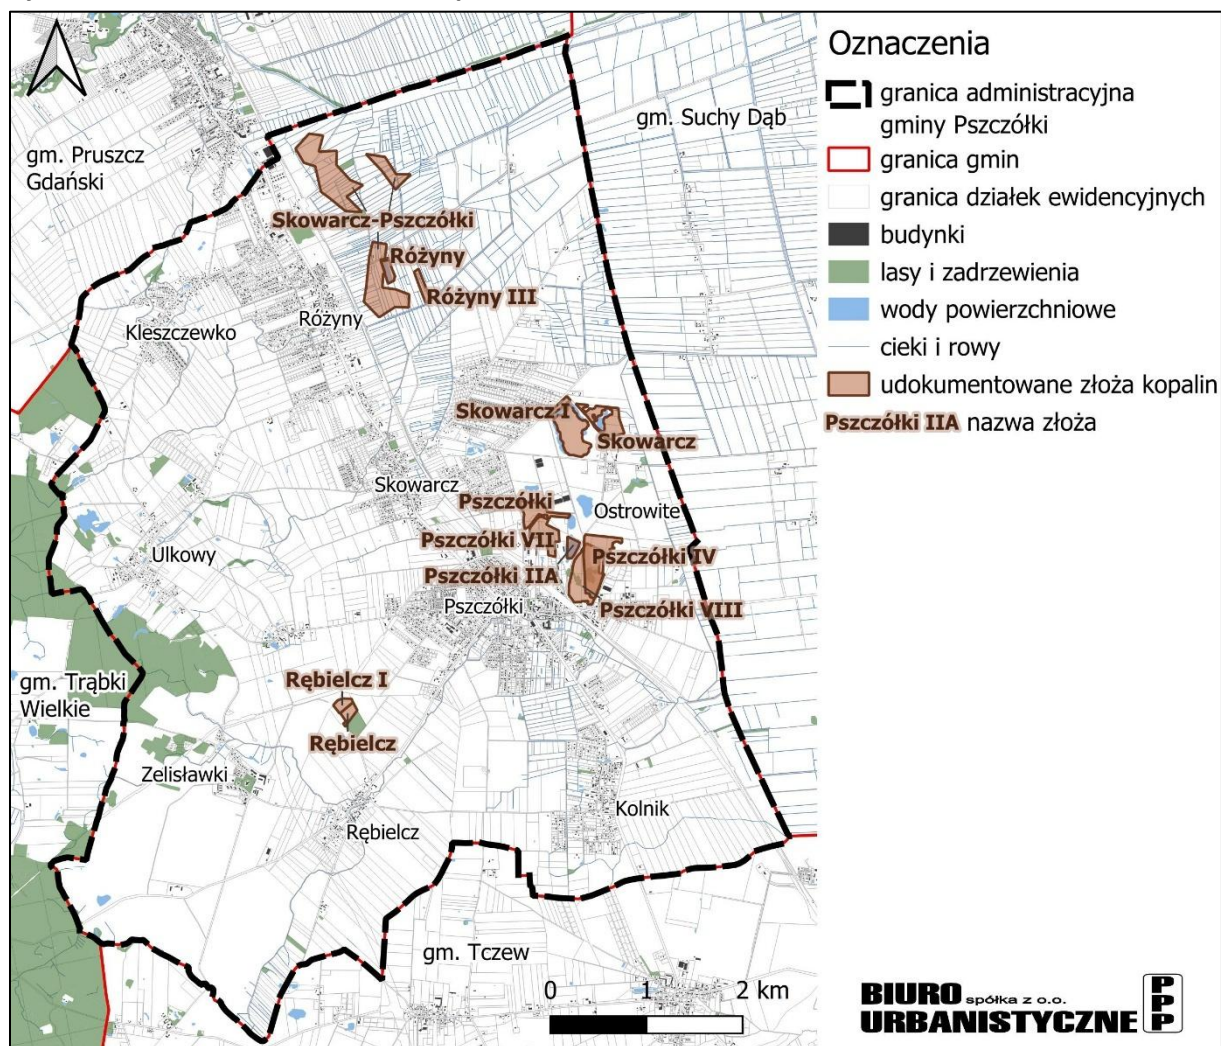 gm. Pruszcz
Gdański
gm. Suchy Dąb
Skowarcz-Pszczółki
Różyny
Różyny III
Kleszczewko
Różyny
Skowarcz I
Skowarcz
Skowarcz
Pszczółki
Ostrowite
Ulkowy
Pszczółki VII
Pszczółki IV
Pszczółki IIA
Pszczółki
Pszczółki VIII
gm. Trąbki
Wielkie
Rębielcz I
Rębielcz
Zelisławki
Kolnik
Rębielcz
gm. Tczew
0 1 2 km
Oznaczenia
granica administracyjna
gminy Pszczółki
granica gmin
granica działek ewidencyjnych
budynki
lasy i zadrzewienia
wody powierzchniowe
cieki i rowy
udokumentowane złoża kopalin
Pszczółki IIA nazwa złoża
BIURO spółka z o.o.
URBANISTYCZNE
PPP